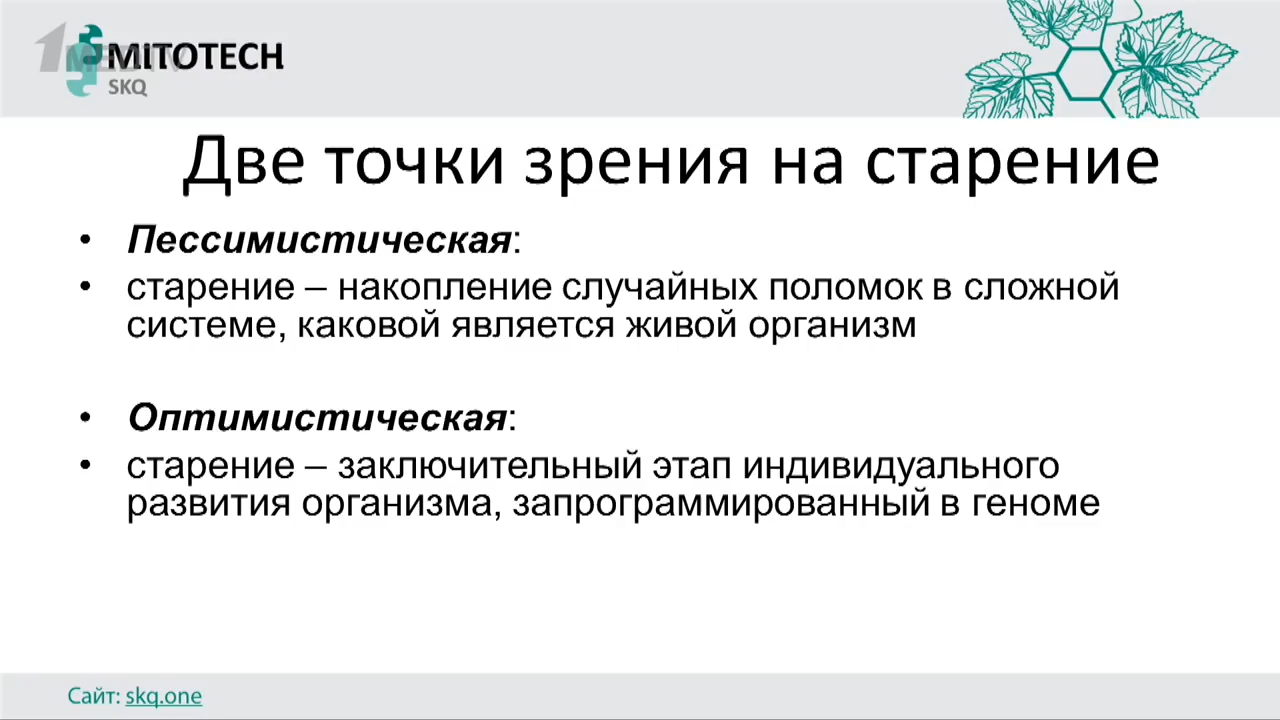 MITOTECH
SKQ
Две точки зрения на старение
• Пессимистическая:
• старение – накопление случайных поломок в сложной
системе, каковой является живой организм
• Оптимистическая:
• старение – заключительный этап индивидуального
развития организма, запрограммированный в геноме
Сайт: skq.one